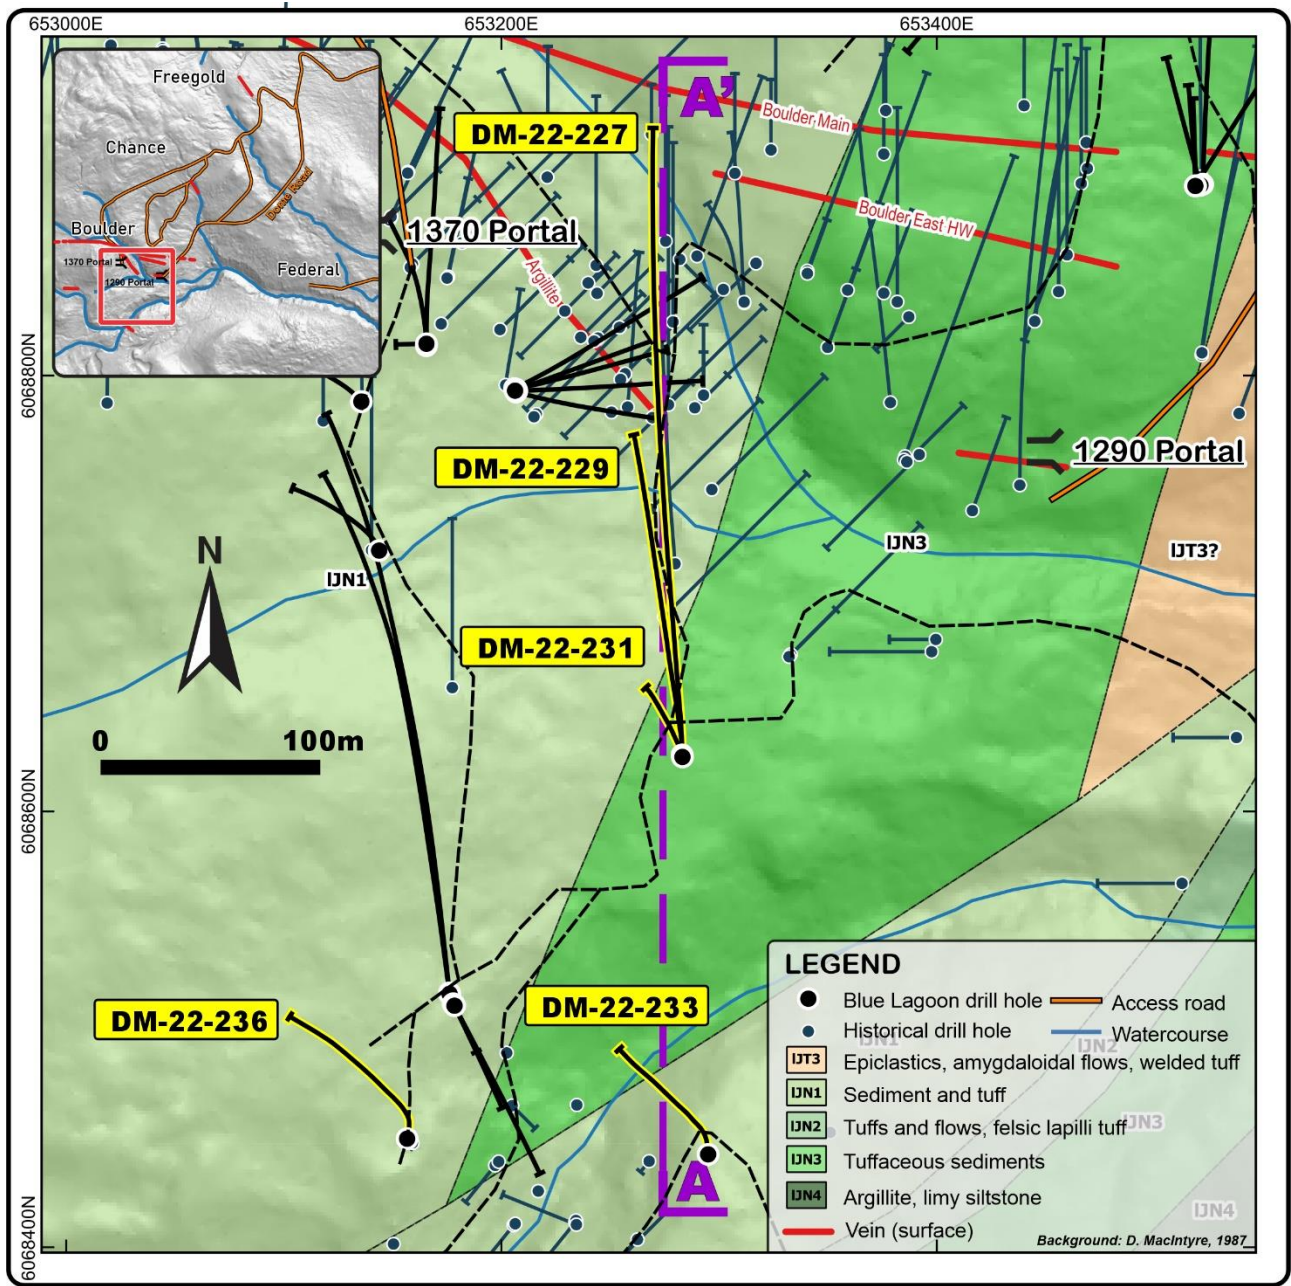 653000E
653200E
653400E
Freegold
Chance
Dome Road
Boulder
1370 Portal
1290 Portal
Federal
A'
Boulder Main
DM-22-227
Boulder East HW
1370 Portal
Argillite
6068800N
DM-22-229
1290 Portal
N
IJN3
IJT3?
IJN1
DM-22-231
0 100m
6068600N
DM-22-236
DM-22-233
A
6068400N
LEGEND
Blue Lagoon drill hole
Access road
Historical drill hole
Watercourse
IJT3 Epiclastics, amygdaloidal flows, welded tuff
IJN1 Sediment and tuff
IJN2 Tuffs and flows, felsic lapilli tuff
IJN3 Tuffaceous sediments
IJN4 Argillite, limy siltstone
Vein (surface)
IJN1
IJN2
IJN3
IJN4
Background: D. MacIntyre, 1987